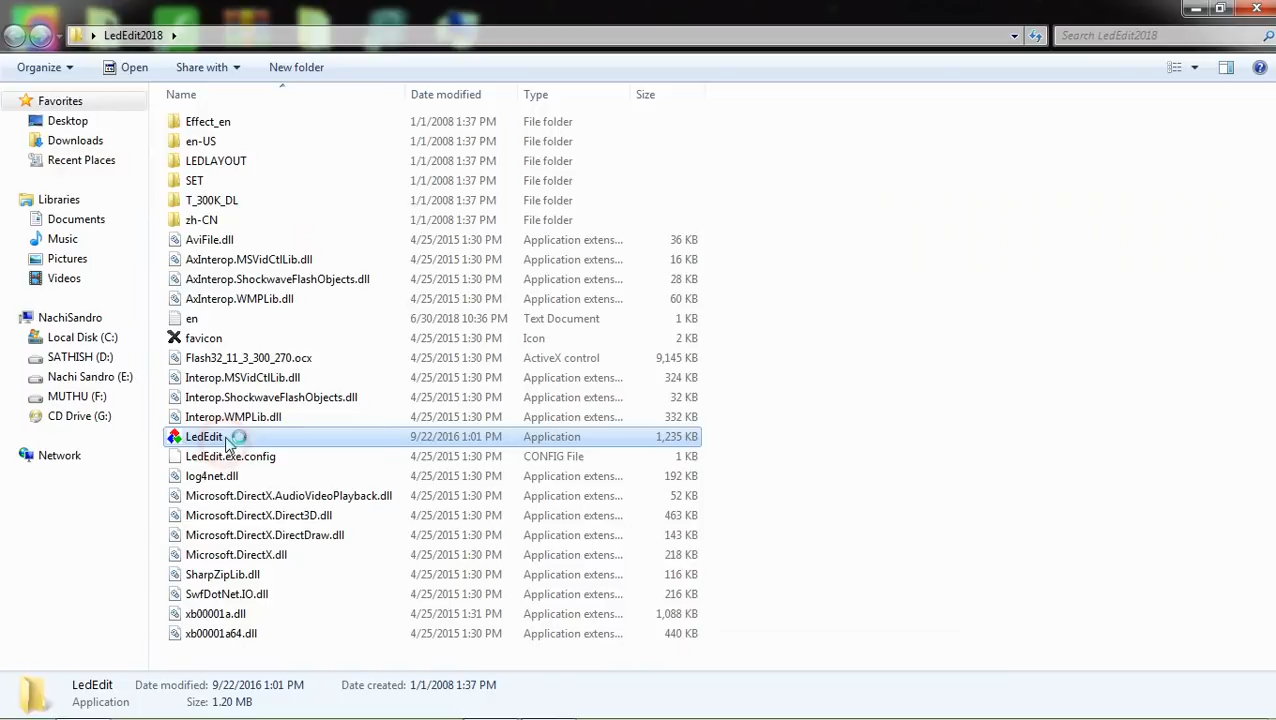 LedEdit2018
Search LedEdit2018
Organize Open Share with New folder
Name Date modified Type Size
Favorites
Desktop
Downloads
Recent Places
Libraries
Documents
Music
Pictures
Videos
NachiSandro
Local Disk (C:)
SATHISH (D:)
Nachi Sandro (E:)
MUTHU (F:)
CD Drive (G:)
Network
Effect_en 1/1/2008 1:37 PM File folder
en-US 1/1/2008 1:37 PM File folder
LEDLAYOUT 1/1/2008 1:37 PM File folder
SET 1/1/2008 1:37 PM File folder
T_300K_DL 1/1/2008 1:37 PM File folder
zh-CN 1/1/2008 1:37 PM File folder
AviFile.dll 4/25/2015 1:30 PM Application extens... 36 KB
AxInterop.MSVidCtlLib.dll 4/25/2015 1:30 PM Application extens... 16 KB
AxInterop.ShockwaveFlashObjects.dll 4/25/2015 1:30 PM Application extens... 28 KB
AxInterop.WMPLib.dll 4/25/2015 1:30 PM Application extens... 60 KB
en 6/30/2018 10:36 PM Text Document 1 KB
favicon 4/25/2015 1:30 PM Icon 2 KB
Flash32_11_3_300_270.ocx 4/25/2015 1:30 PM ActiveX control 9,145 KB
Interop.MSVidCtlLib.dll 4/25/2015 1:30 PM Application extens... 324 KB
Interop.ShockwaveFlashObjects.dll 4/25/2015 1:30 PM Application extens... 32 KB
Interop.WMPLib.dll 4/25/2015 1:30 PM Application extens... 332 KB
LedEdit 9/22/2016 1:01 PM Application 1,235 KB
LedEdit.exe.config 4/25/2015 1:30 PM CONFIG File 1 KB
log4net.dll 4/25/2015 1:30 PM Application extens... 192 KB
Microsoft.DirectX.AudioVideoPlayback.dll 4/25/2015 1:30 PM Application extens... 52 KB
Microsoft.DirectX.Direct3D.dll 4/25/2015 1:30 PM Application extens... 463 KB
Microsoft.DirectX.DirectDraw.dll 4/25/2015 1:30 PM Application extens... 143 KB
Microsoft.DirectX.dll 4/25/2015 1:30 PM Application extens... 218 KB
SharpZipLib.dll 4/25/2015 1:30 PM Application extens... 116 KB
SwfDotNet.IO.dll 4/25/2015 1:30 PM Application extens... 216 KB
xb00001a.dll 4/25/2015 1:31 PM Application extens... 1,088 KB
xb00001a64.dll 4/25/2015 1:30 PM Application extens... 440 KB
LedEdit Date modified: 9/22/2016 1:01 PM Date created: 1/1/2008 1:37 PM
Application Size: 1.20 MB